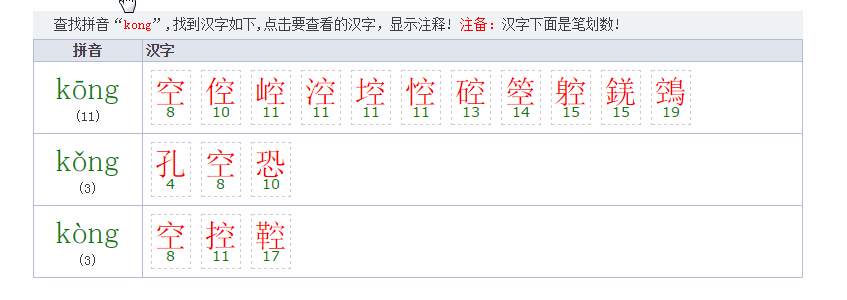 查找拼音“kong”,找到汉字如下,点击要查看的汉字，显示注释! 注备: 汉字下面是笔划数!
拼音 汉字
kōng 空 倥 崆 涳 埪 悾 硿 箜 躻 錓 鵼
(11) 8 10 11 11 11 11 13 14 15 15 19
kǒng 孔 空 恐
(3) 4 8 10
kòng 空 控 鞚
(3) 8 11 17